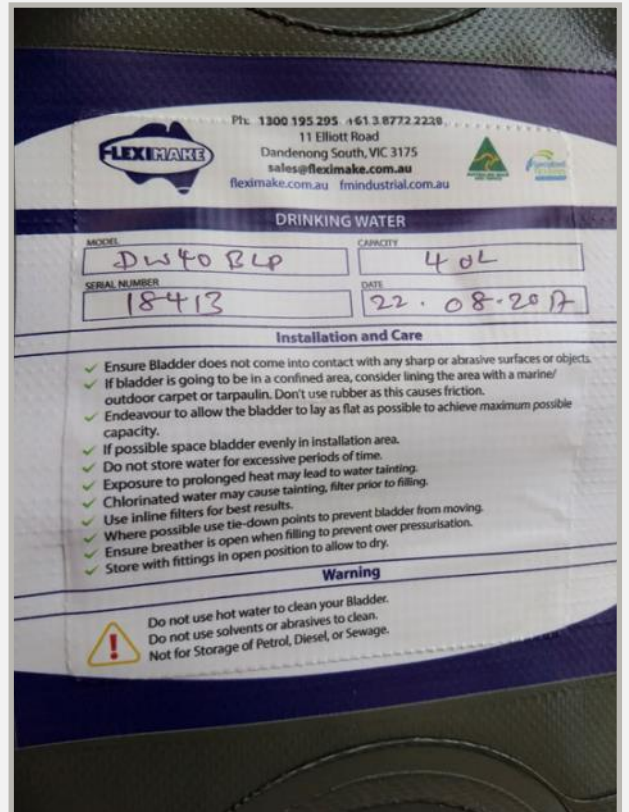 Ph: 1300 195 295 +61 3 8772 2228
11 Elliott Road
Dandenong South, VIC 3175
sales@fleximake.com.au
fleximake.com.au fmindustrial.com.au
FLEXIMAKE
DRINKING WATER
MODEL
DW40 BLP
CAPACITY
40L
SERIAL NUMBER
18413
DATE
22.08.2017
Installation and Care
Ensure Bladder does not come into contact with any sharp or abrasive surfaces or objects.
If bladder is going to be in a confined area, consider lining the area with a marine/
outdoor carpet or tarpaulin. Don't use rubber as this causes friction.
Endeavour to allow the bladder to lay as flat as possible to achieve maximum possible
capacity.
If possible space bladder evenly in installation area.
Do not store water for excessive periods of time.
Exposure to prolonged heat may lead to water tainting.
Chlorinated water may cause tainting, filter prior to filling.
Use inline filters for best results.
Where possible use tie-down points to prevent bladder from moving.
Ensure breather is open when filling to prevent over pressurisation.
Store with fittings in open position to allow to dry.
Warning
Do not use hot water to clean your Bladder.
Do not use solvents or abrasives to clean.
Not for Storage of Petrol, Diesel, or Sewage.